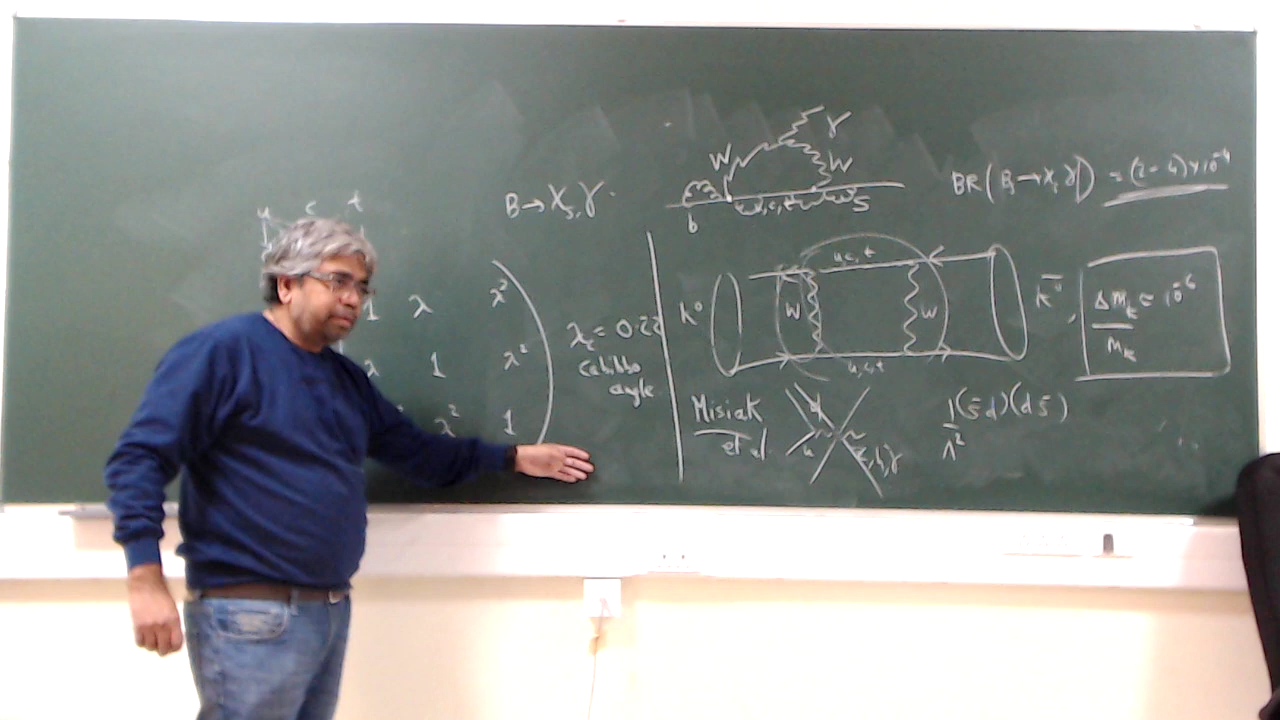 u c t
1 λ λ²
λ 1 λ²
λ² 1
λ_c = 0.22
Cabibbo
angle
B → X_s γ
γ
W W
b u,c,t s
BR(B → X_s γ) = (2-4) × 10⁻⁴
u c, t
K⁰ W W K̄⁰,
u, c, t
ΔM_K ≈ 10⁻⁶
M_K
Misiak
et al
u
z, h, γ
1/Λ² (s̄ d)(d s̄)